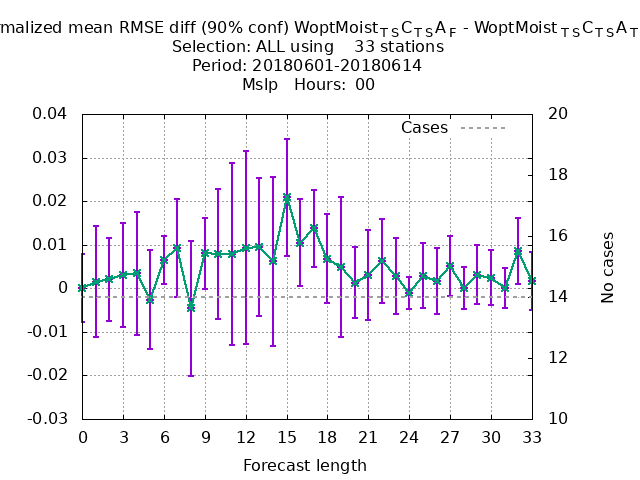 rmalized mean RMSE diff (90% conf) WoptMoist_TS C_TS A_F - WoptMoist_TS C_TS A_T
Selection: ALL using 33 stations
Period: 20180601-20180614
Mslp Hours: 00
Cases
0.04
0.03
0.02
0.01
0
-0.01
-0.02
-0.03
20
18
16
14
12
10
No cases
0 3 6 9 12 15 18 21 24 27 30 33
Forecast length